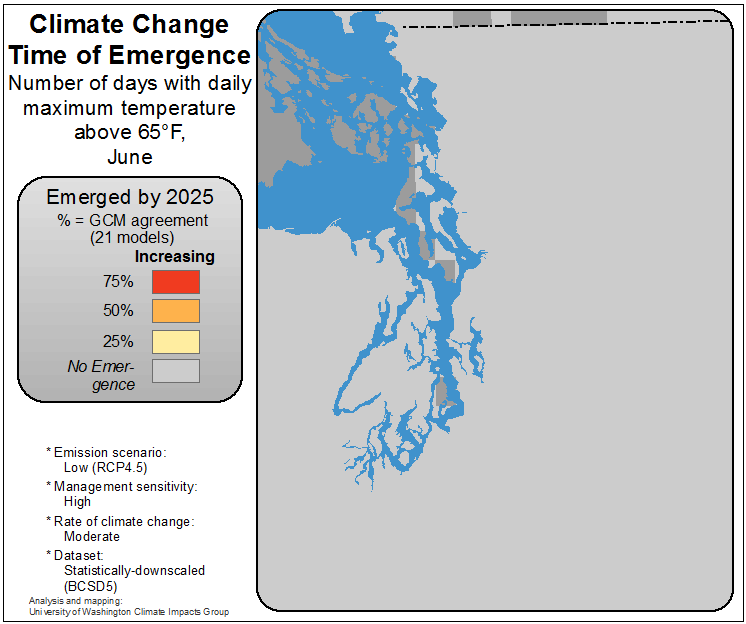 Climate Change
Time of Emergence
Number of days with daily
maximum temperature
above 65°F,
June
Emerged by 2025
% = GCM agreement
(21 models)
Increasing
75%
50%
25%
No Emer-
gence
* Emission scenario:
Low (RCP4.5)
* Management sensitivity:
High
* Rate of climate change:
Moderate
* Dataset:
Statistically-downscaled
(BCSD5)
Analysis and mapping:
University of Washington Climate Impacts Group